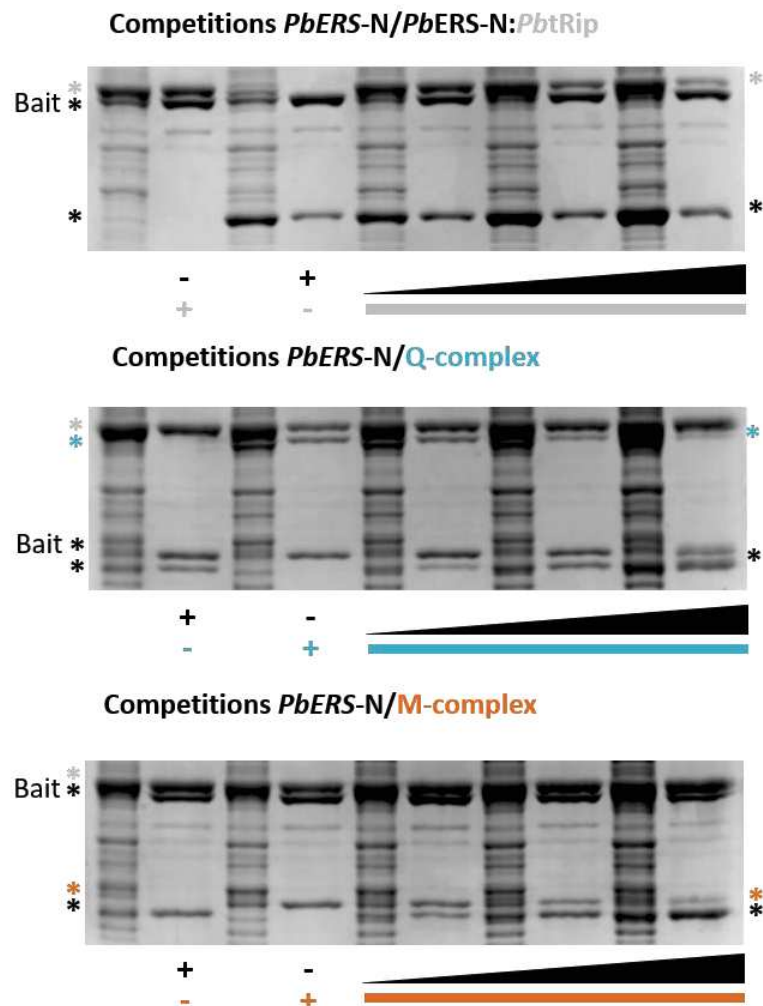 Competitions PbERS-N/PbERS-N:PbtRip
* *
Bait *
* *
- +
+ -
Competitions PbERS-N/Q-complex
*
* *
Bait *
* *
+ -
- +
Competitions PbERS-N/M-complex
*
Bait *
* *
* *
+ -
- +